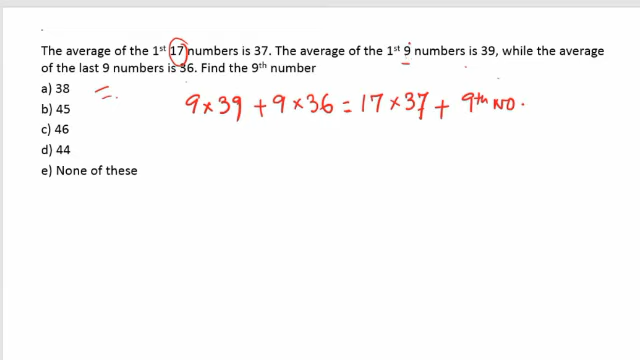 The average of the 1st 17 numbers is 37. The average of the 1st 9 numbers is 39, while the average
of the last 9 numbers is 36. Find the 9th number
a) 38
b) 45
c) 46
d) 44
e) None of these
9 × 39 + 9 × 36 = 17 × 37 + 9th NO.